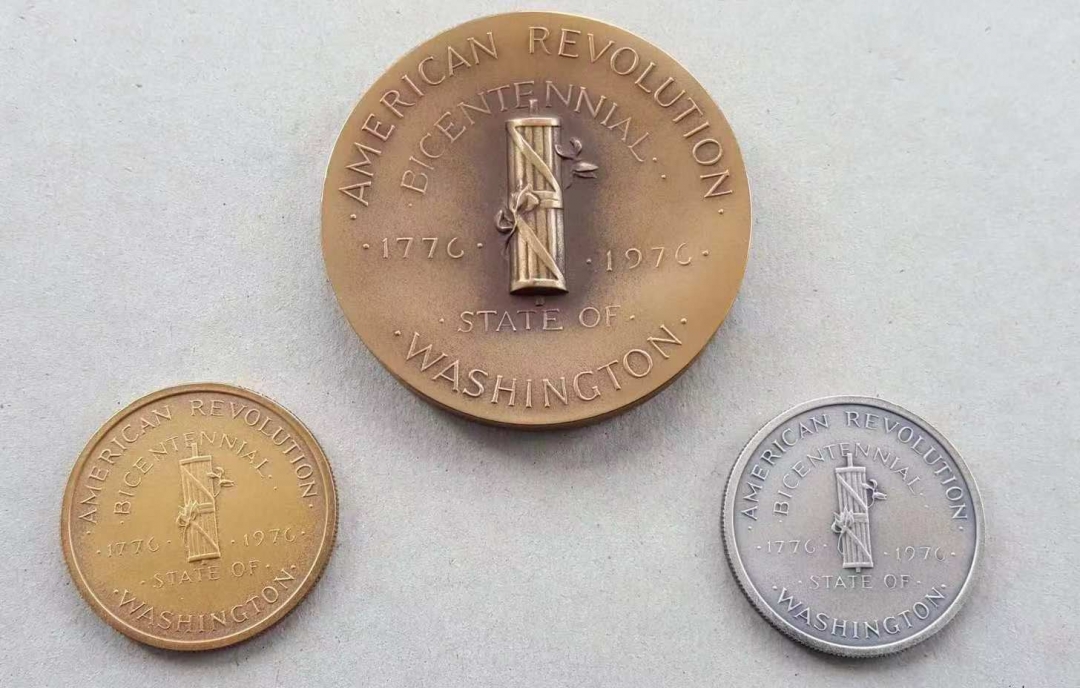 AMERICAN REVOLUTION
BICENTENNIAL.
·1776· ·1976·
·STATE OF·
·WASHINGTON·
AMERICAN REVOLUTION
BICENTENNIAL.
·1776· ·1976·
·STATE OF·
·WASHINGTON·
AMERICAN REVOLUTION
BICENTENNIAL.
·1776· ·1976·
·STATE OF·
·WASHINGTON·